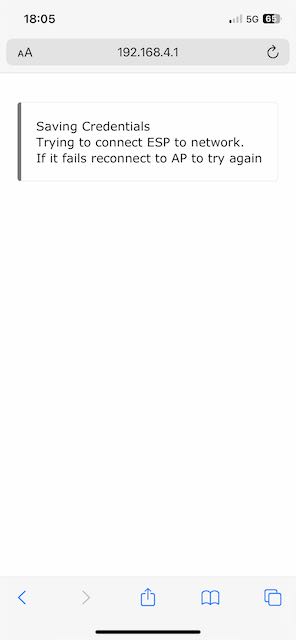 18:05
5G
65
AA
192.168.4.1
Saving Credentials
Trying to connect ESP to network.
If it fails reconnect to AP to try again